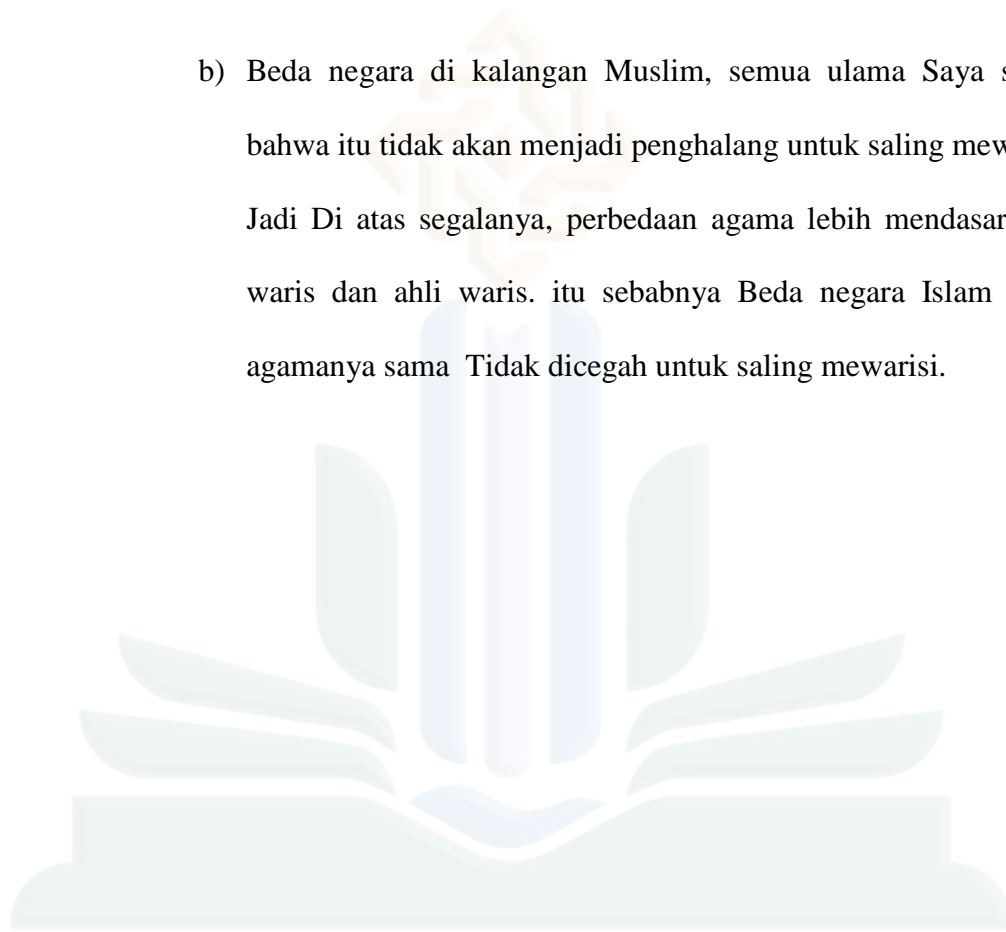 b) Beda negara di kalangan Muslim, semua ulama Saya
bahwa itu tidak akan menjadi penghalang untuk saling
Jadi Di atas segalanya, perbedaan agama lebih mendasar
waris dan ahli waris. itu sebabnya Beda negara Islam
agamanya sama Tidak dicegah untuk saling mewarisi.